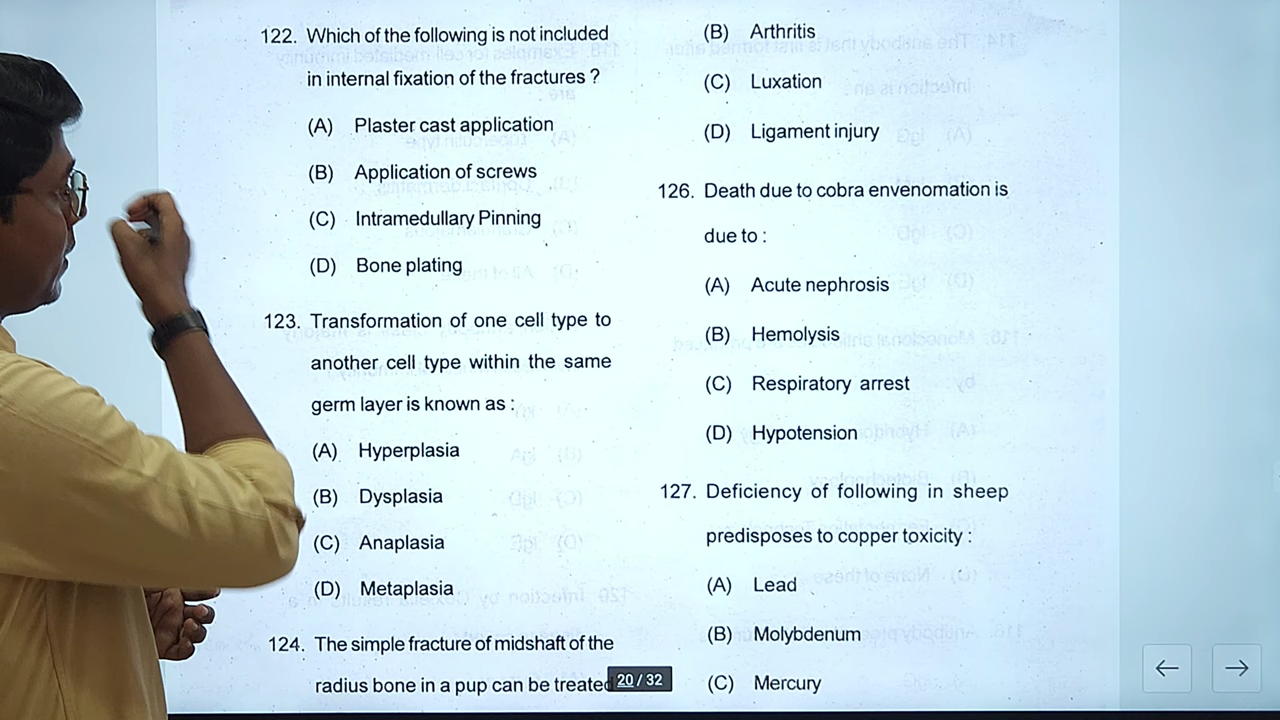 122. Which of the following is not included
in internal fixation of the fractures ?
(A) Plaster cast application
(B) Application of screws
(C) Intramedullary Pinning
(D) Bone plating
123. Transformation of one cell type to
another cell type within the same
germ layer is known as :
(A) Hyperplasia
(B) Dysplasia
(C) Anaplasia
(D) Metaplasia
124. The simple fracture of midshaft of the
radius bone in a pup can be treated
(B) Arthritis
(C) Luxation
(D) Ligament injury
126. Death due to cobra envenomation is
due to :
(A) Acute nephrosis
(B) Hemolysis
(C) Respiratory arrest
(D) Hypotension
127. Deficiency of following in sheep
predisposes to copper toxicity :
(A) Lead
(B) Molybdenum
(C) Mercury
20 / 32